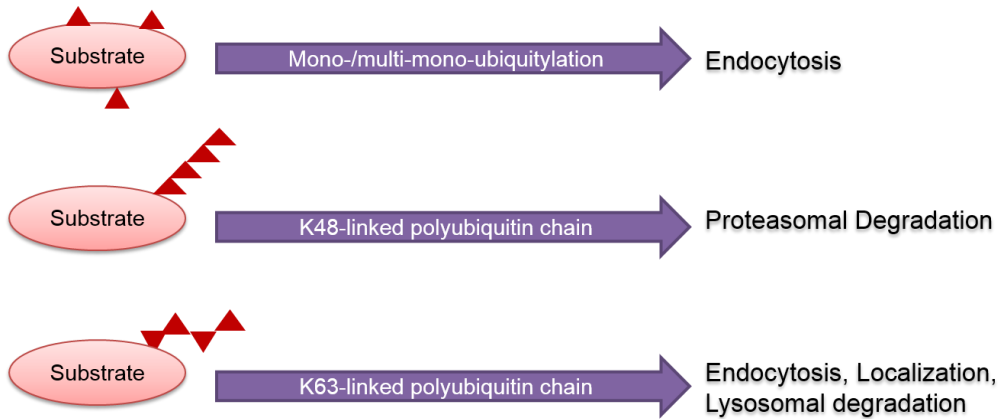 Substrate
Mono-/multi-mono-ubiquitylation
Endocytosis
Substrate
K48-linked polyubiquitin chain
Proteasomal Degradation
Substrate
K63-linked polyubiquitin chain
Endocytosis, Localization,
Lysosomal degradation